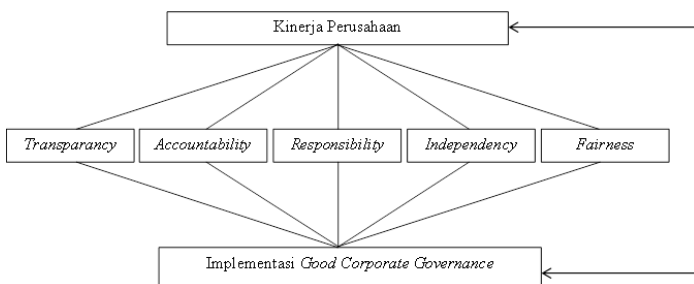 Kinerja Perusahaan
Transparancy
Accountability
Responsibility
Independency
Fairness
Implementasi Good Corporate Governance